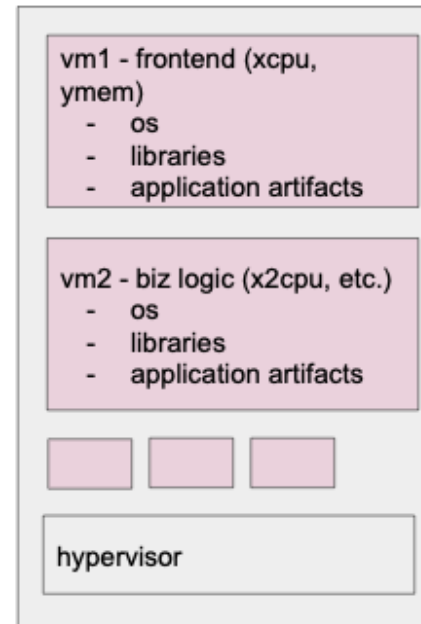 vm1 - frontend (xcpu,
ymem)
- os
- libraries
- application artifacts
vm2 - biz logic (x2cpu, etc.)
- os
- libraries
- application artifacts
hypervisor